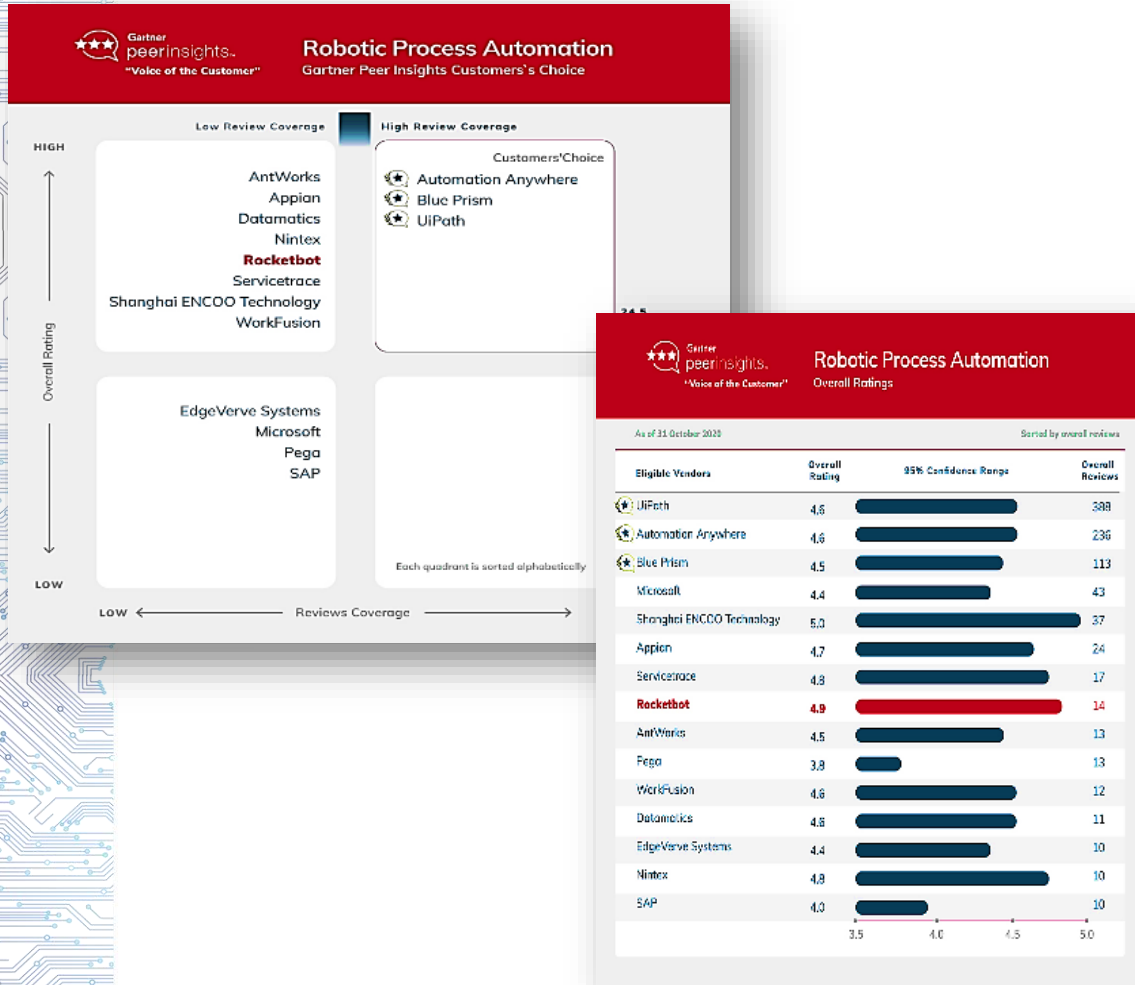 Gartner
peerinsights™
"Voice of the Customer"
Robotic Process Automation
Gartner Peer Insights Customers`s Choice
Low Review Coverage
High Review Coverage
HIGH
Overall Rating
LOW
AntWorks
Appian
Datamatics
Nintex
Rocketbot
Servicetrace
Shanghai ENCOO Technology
WorkFusion
Customers'Choice
Automation Anywhere
Blue Prism
UiPath
EdgeVerve Systems
Microsoft
Pega
SAP
Each quadrant is sorted alphabetically
LOW
Reviews Coverage
Gartner
peerinsights™
"Voice of the Customer"
Robotic Process Automation
Overall Ratings
As of 31 October 2020
Sorted by overall reviews
Eligible Vendors Overall Rating 95% Confidence Range Overall Reviews
UiPath 4.6 388
Automation Anywhere 4.6 236
Blue Prism 4.5 113
Microsoft 4.4 43
Shanghai ENCOO Technology 5.0 37
Appian 4.7 24
Servicetrace 4.8 17
Rocketbot 4.9 14
AntWorks 4.5 13
Pega 3.8 13
WorkFusion 4.6 12
Datamatics 4.6 11
EdgeVerve Systems 4.4 10
Nintex 4.8 10
SAP 4.0 10
3.5 4.0 4.5 5.0